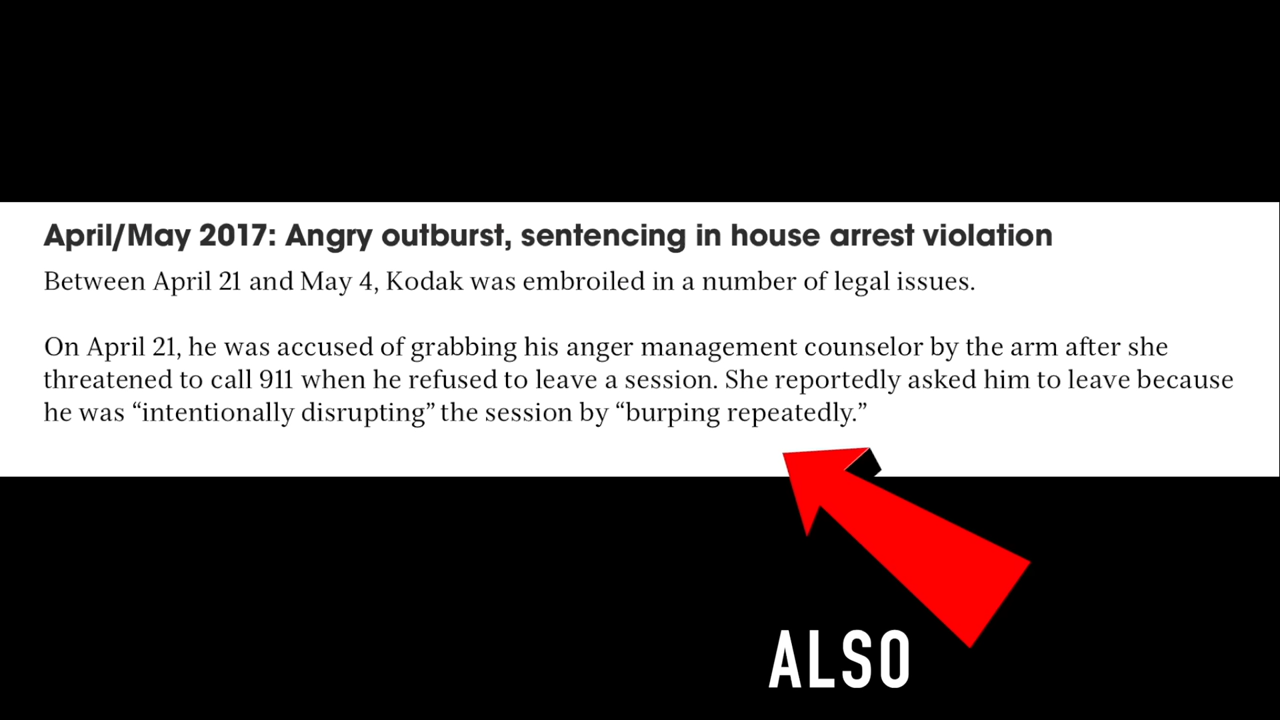 April/May 2017: Angry outburst, sentencing in house arrest violation
Between April 21 and May 4, Kodak was embroiled in a number of legal issues.
On April 21, he was accused of grabbing his anger management counselor by the arm after she
threatened to call 911 when he refused to leave a session. She reportedly asked him to leave because
he was “intentionally disrupting” the session by “burping repeatedly.”
ALSO